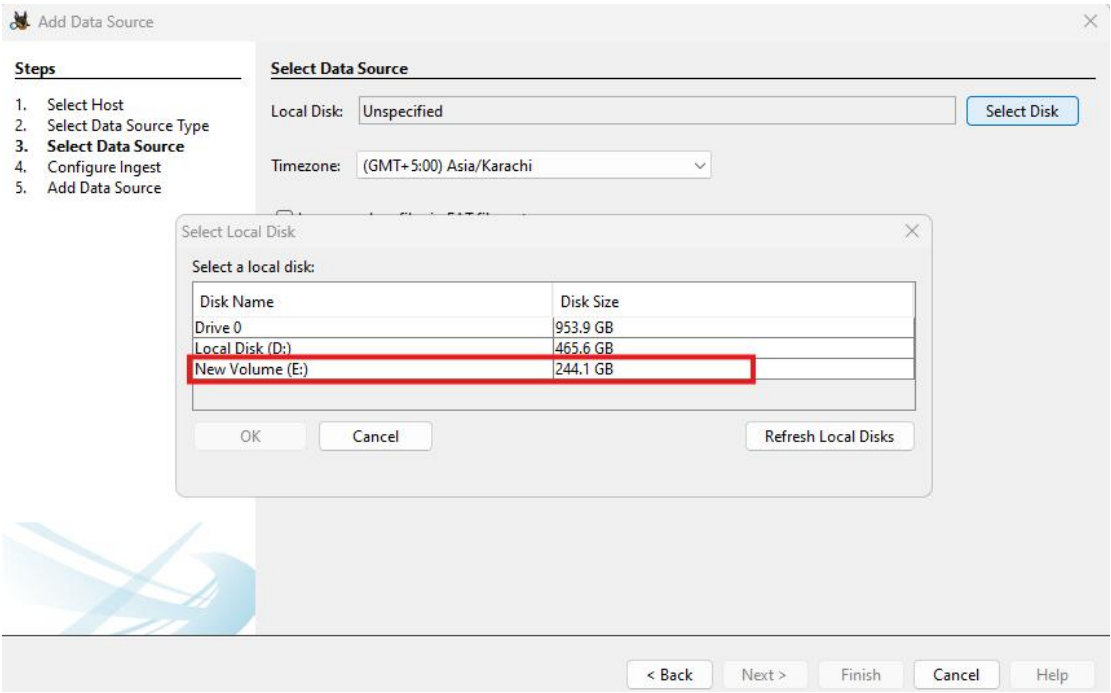 Add Data Source
Steps
1. Select Host
2. Select Data Source Type
3. Select Data Source
4. Configure Ingest
5. Add Data Source
Select Data Source
Local Disk: Unspecified Select Disk
Timezone: (GMT+5:00) Asia/Karachi
Select Local Disk
Select a local disk:
Disk Name Disk Size
Drive 0 953.9 GB
Local Disk (D:) 465.6 GB
New Volume (E:) 244.1 GB
OK Cancel Refresh Local Disks
< Back Next > Finish Cancel Help